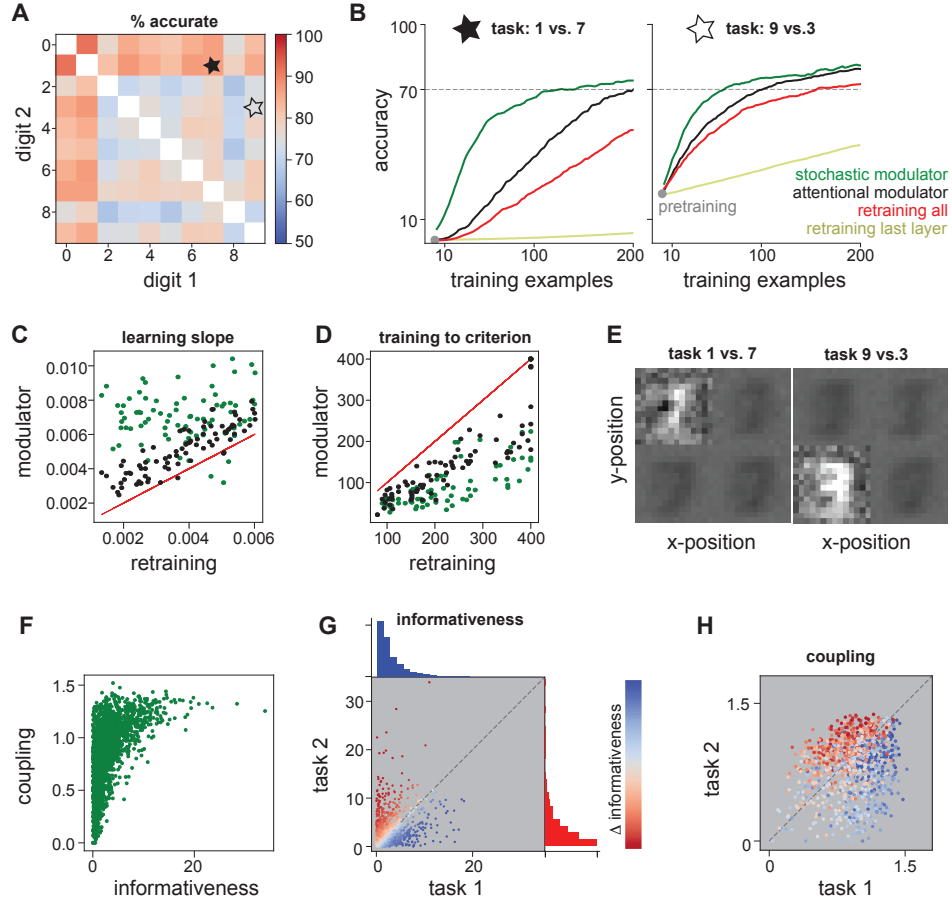 A
% accurate
digit 2
0
2
4
6
8
0 2 4 6 8
digit 1
100
90
80
70
60
50
B
task: 1 vs. 7
task: 9 vs.3
accuracy
100
70
10
pretraining
stochastic modulator
attentional modulator
retraining all
retraining last layer
10 100 200
10 100 200
training examples
training examples
C
learning slope
modulator
0.010
0.008
0.006
0.004
0.002
0.002 0.004 0.006
retraining
D
training to criterion
modulator
400
300
200
100
100 200 300 400
retraining
E
task 1 vs. 7
task 9 vs.3
y-position
x-position
x-position
F
coupling
1.5
1.0
0.5
0.0
0 20
informativeness
G
informativeness
task 2
30
20
10
0
0 20
task 1
Δ informativeness
H
coupling
task 2
1.5
0
0 1.5
task 1